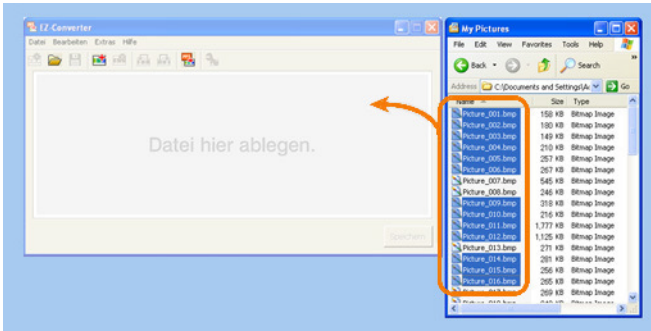 EZ-Converter
Datei Bearbeiten Extras Hilfe
Datei hier ablegen.
Speichern
My Pictures
File Edit View Favorites Tools Help
Back Search
Address C:\Documents and Settings\A Go
Name Size Type
Picture_001.bmp 158 KB Bitmap Image
Picture_002.bmp 180 KB Bitmap Image
Picture_003.bmp 149 KB Bitmap Image
Picture_004.bmp 210 KB Bitmap Image
Picture_005.bmp 257 KB Bitmap Image
Picture_006.bmp 267 KB Bitmap Image
Picture_007.bmp 545 KB Bitmap Image
Picture_008.bmp 246 KB Bitmap Image
Picture_009.bmp 318 KB Bitmap Image
Picture_010.bmp 216 KB Bitmap Image
Picture_011.bmp 1,777 KB Bitmap Image
Picture_012.bmp 1,125 KB Bitmap Image
Picture_013.bmp 271 KB Bitmap Image
Picture_014.bmp 281 KB Bitmap Image
Picture_015.bmp 256 KB Bitmap Image
Picture_016.bmp 265 KB Bitmap Image
Picture_017.bmp 269 KB Bitmap Image